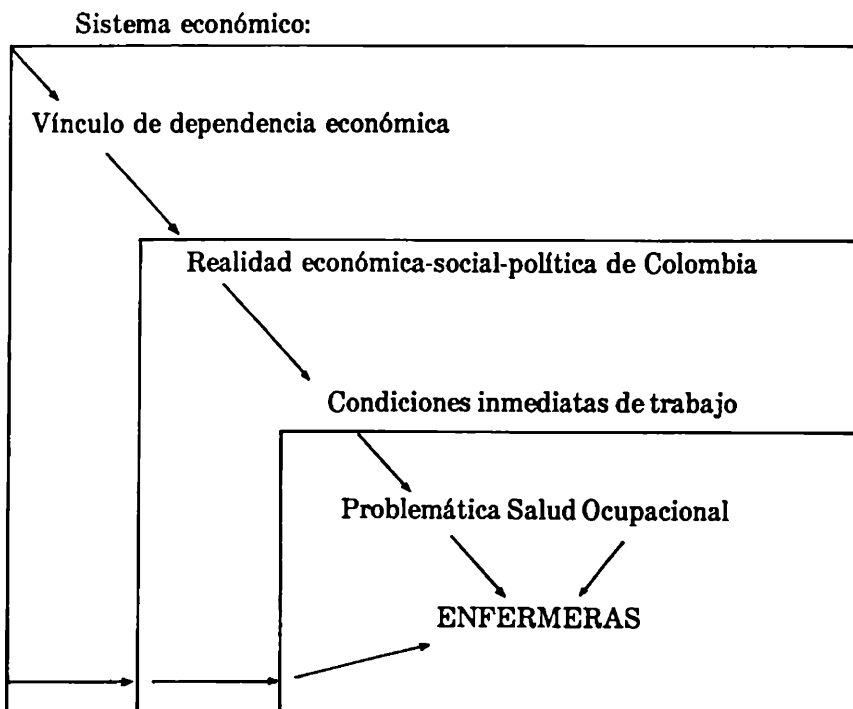 Sistema económico:
Vínculo de dependencia económica
Realidad económica-social-política de Colombia
Condiciones inmediatas de trabajo
Problemática Salud Ocupacional
ENFERMERAS